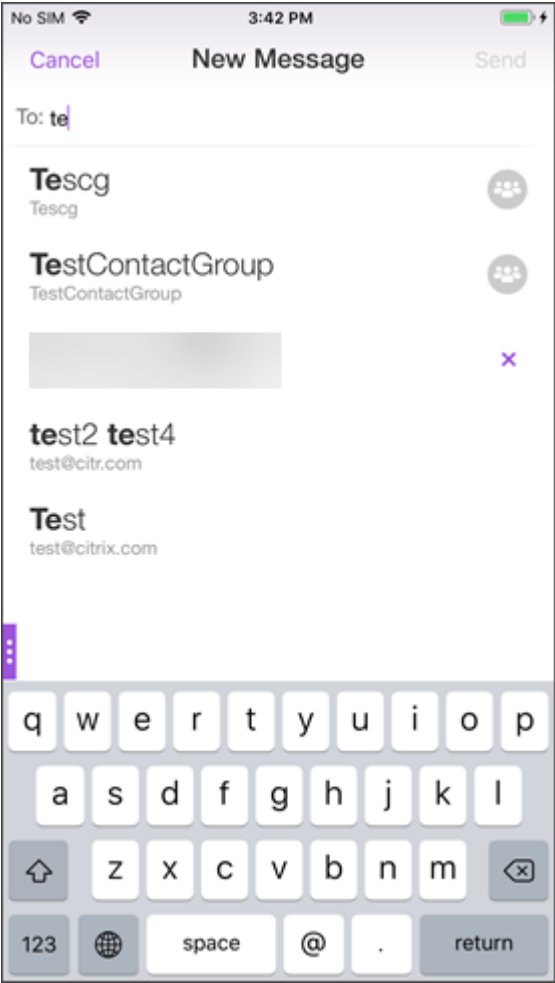 No SIM 3:42 PM
Cancel New Message Send
To: te
Tescg
Tescg
TestContactGroup
TestContactGroup
test2 test4
test@citr.com
Test
test@citrix.com
q w e r t y u i o p
a s d f g h j k l
z x c v b n m
123 space @ . return